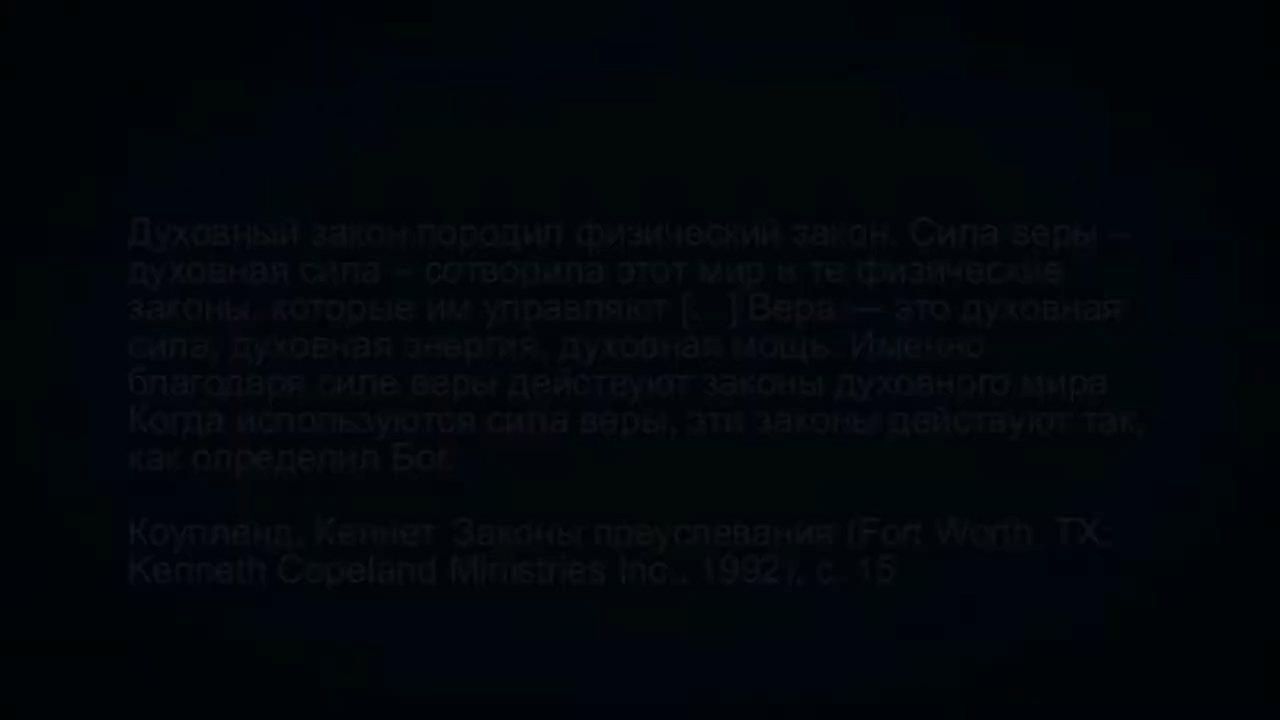 Духовный закон породил физический закон. Сила веры –
духовная сила – сотворила этот мир и те физические
законы, которые им управляют [...] Вера — это духовная
сила, духовная энергия, духовная мощь. Именно
благодаря силе веры действуют законы духовного мира.
Когда используются сила веры, эти законы действуют так,
как определил Бог.
Коупленд, Кеннет. Законы преуспевания (Fort Worth, TX:
Kenneth Copeland Ministries Inc., 1992), с. 15